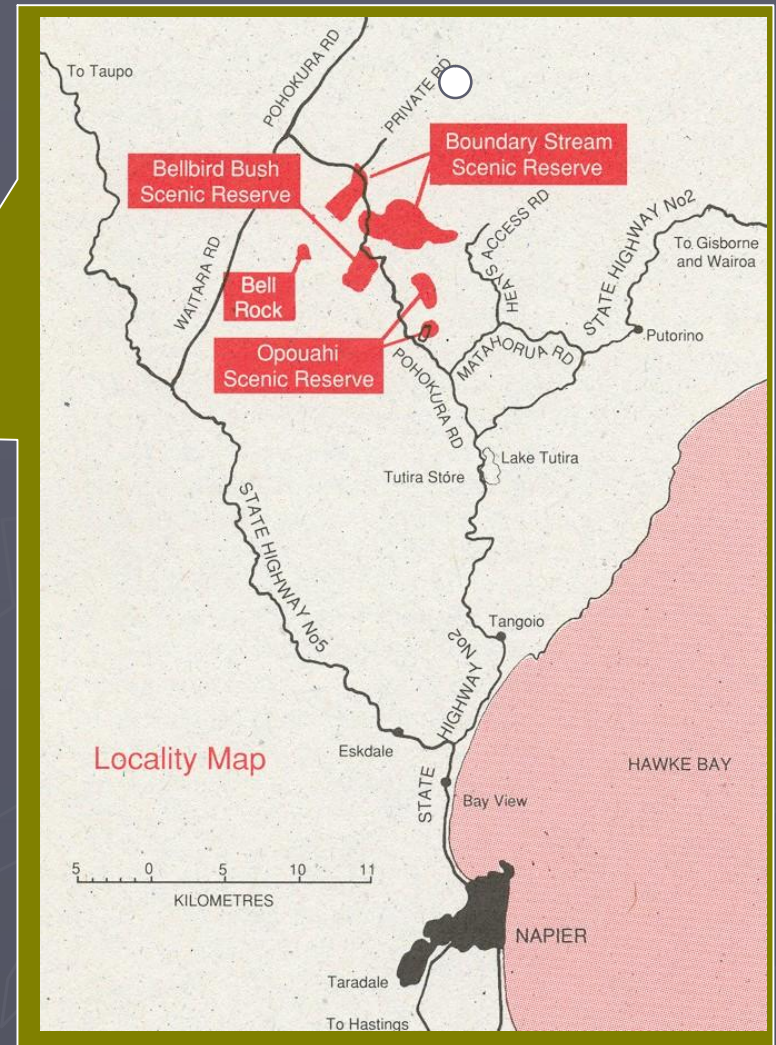 To Taupo
POHOKURA RD
PRIVATE RD
Boundary Stream
Scenic Reserve
Bellbird Bush
Scenic Reserve
HEAYS ACCESS RD
STATE HIGHWAY No2
To Gisborne
and Wairoa
WAITARA RD
Bell
Rock
Putorino
MATAHORUA RD
Opouahi
Scenic Reserve
POHOKURA RD
Lake Tutira
Tutira Store
STATE HIGHWAY No5
Tangoio
STATE HIGHWAY No2
Eskdale
Locality Map
HAWKE BAY
Bay View
5 0 5 10 11
KILOMETRES
NAPIER
Taradale
To Hastings